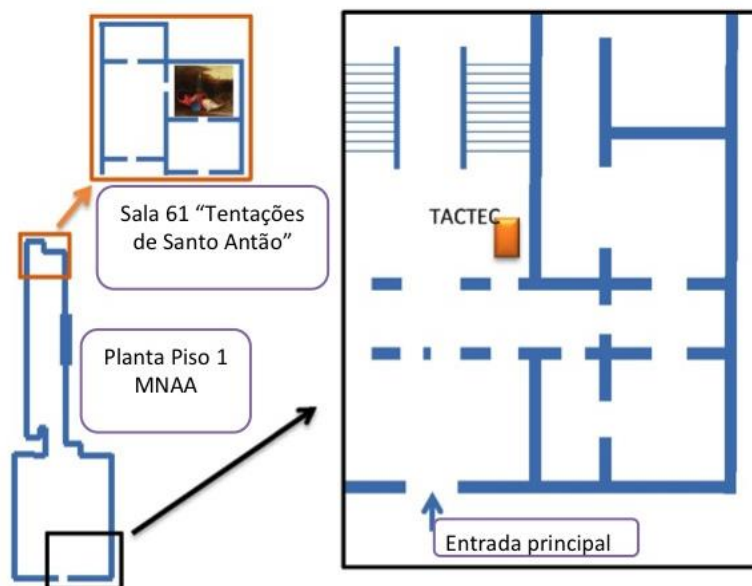 Sala 61 “Tentações
de Santo Antão”
Planta Piso 1
MNAA
TACTEC
Entrada principal